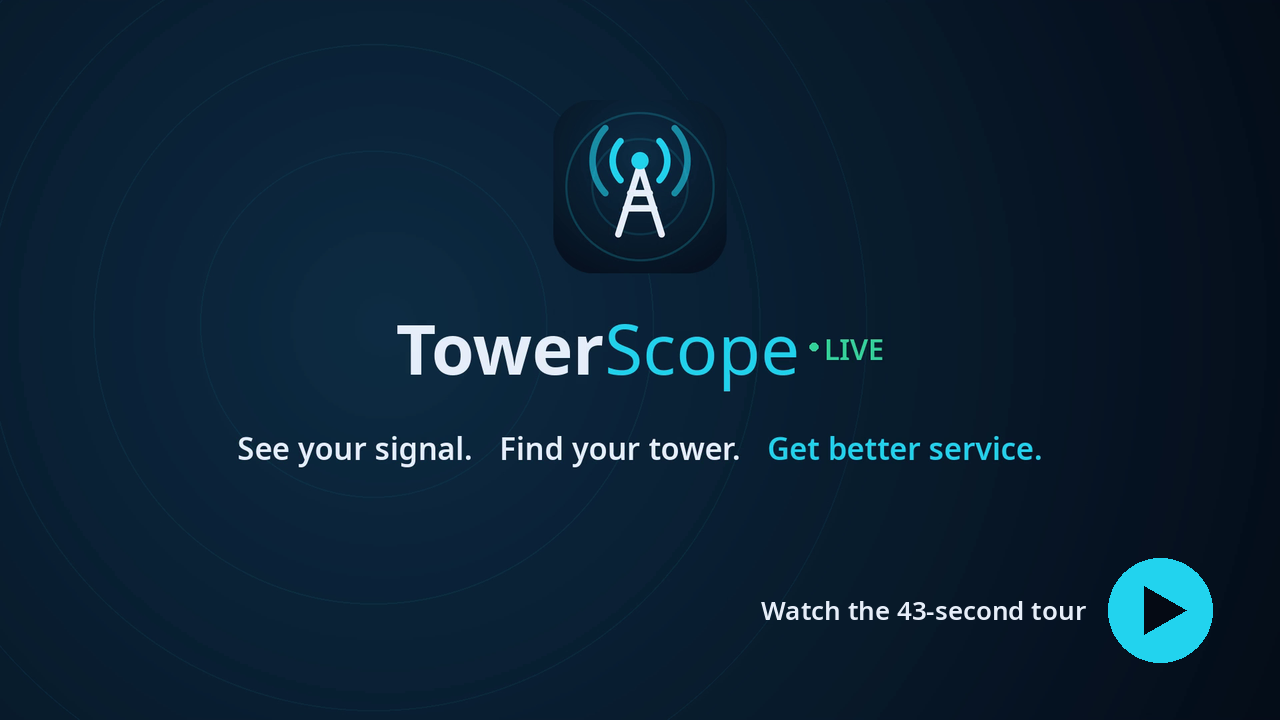 TowerScope • LIVE
See your signal. Find your tower. Get better service.
Watch the 43-second tour